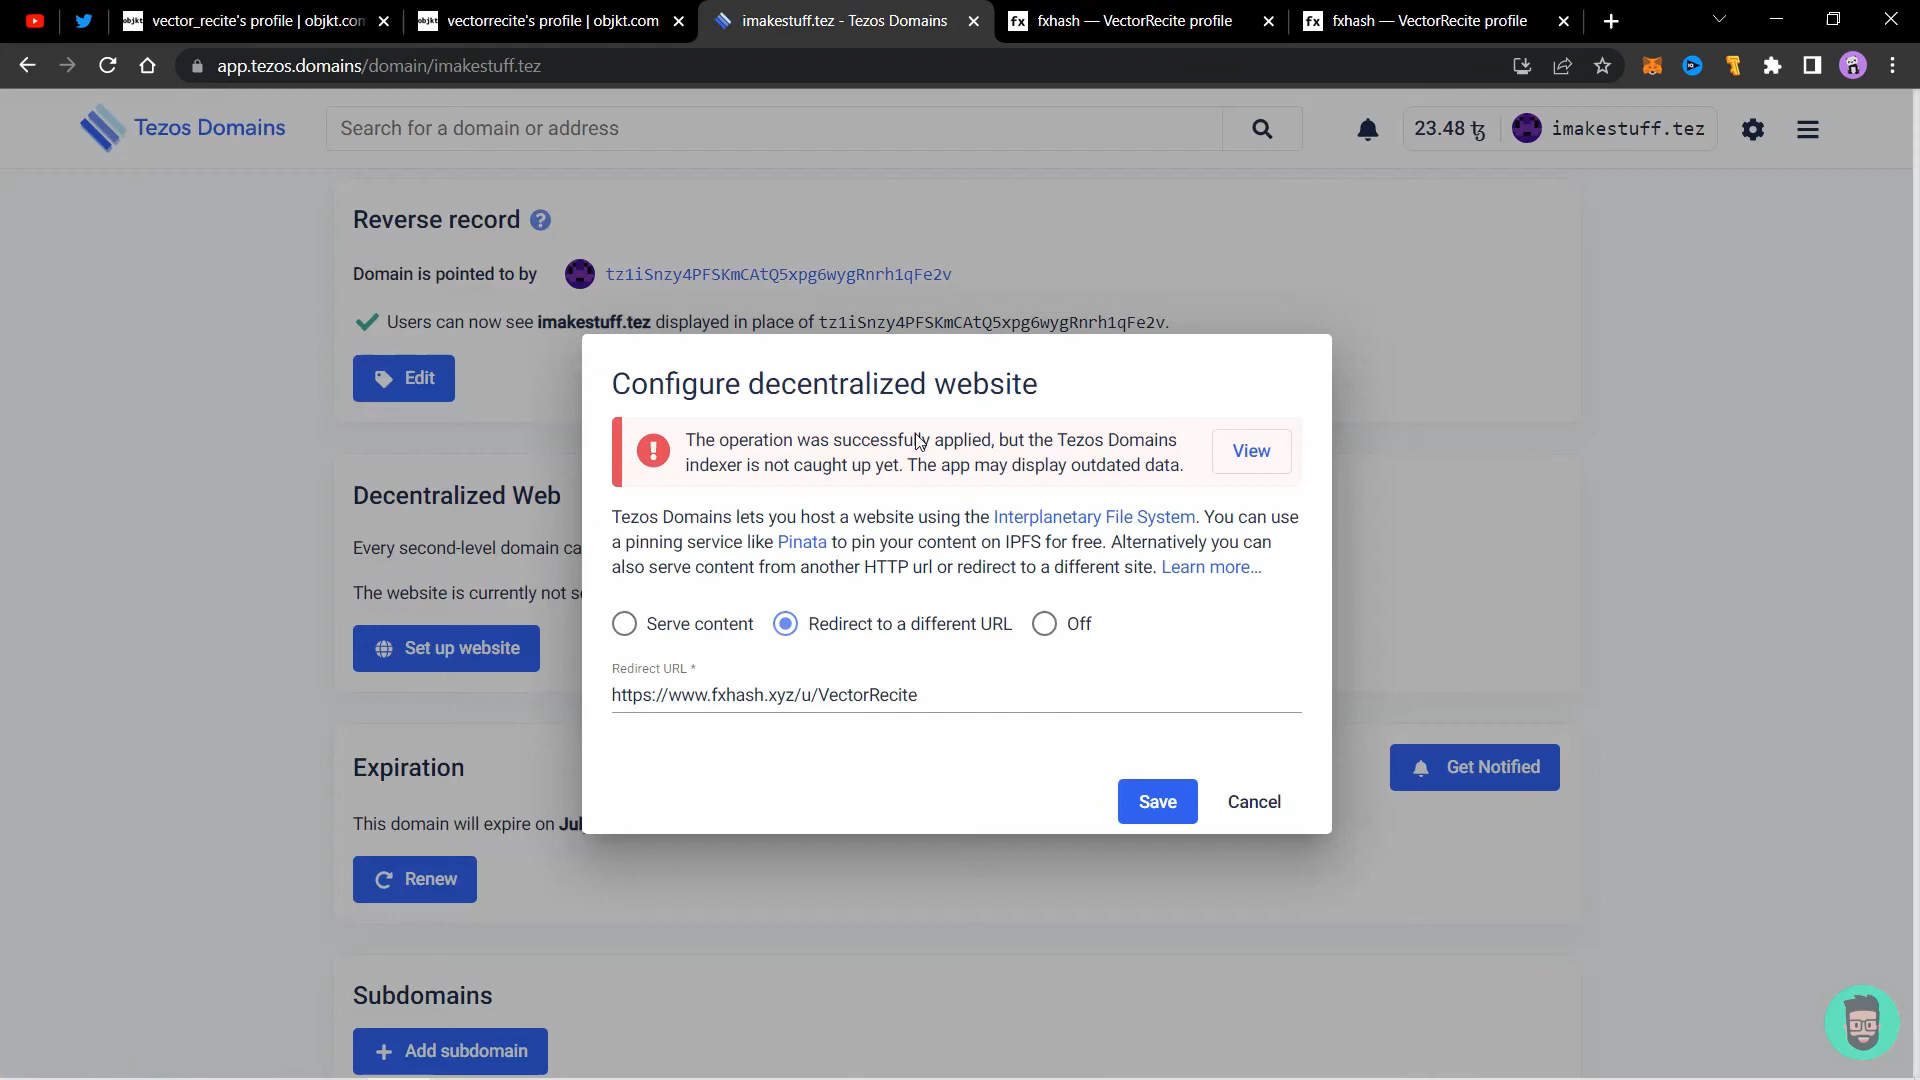 vector_recite's profile | objkt.com
vectorrecite's profile | objkt.com
imakestuff.tez - Tezos Domains
fxhash — VectorRecite profile
fxhash — VectorRecite profile
app.tezos.domains/domain/imakestuff.tez
Tezos Domains
Search for a domain or address
23.48 ꜩ
imakestuff.tez
Reverse record ?
Domain is pointed to by tz1iSnzy4PFSKmCAtQ5xpg6wygRnrh1qFe2v
Users can now see imakestuff.tez displayed in place of tz1iSnzy4PFSKmCAtQ5xpg6wygRnrh1qFe2v.
Edit
Configure decentralized website
The operation was successfully applied, but the Tezos Domains
indexer is not caught up yet. The app may display outdated data.
View
Tezos Domains lets you host a website using the Interplanetary File System. You can use
a pinning service like Pinata to pin your content on IPFS for free. Alternatively you can
also serve content from another HTTP url or redirect to a different site. Learn more...
Serve content
Redirect to a different URL
Off
Redirect URL *
https://www.fxhash.xyz/u/VectorRecite
Save
Cancel
Decentralized Web
Every second-level domain ca
The website is currently not s
Set up website
Expiration
Get Notified
This domain will expire on Jul
Renew
Subdomains
Add subdomain